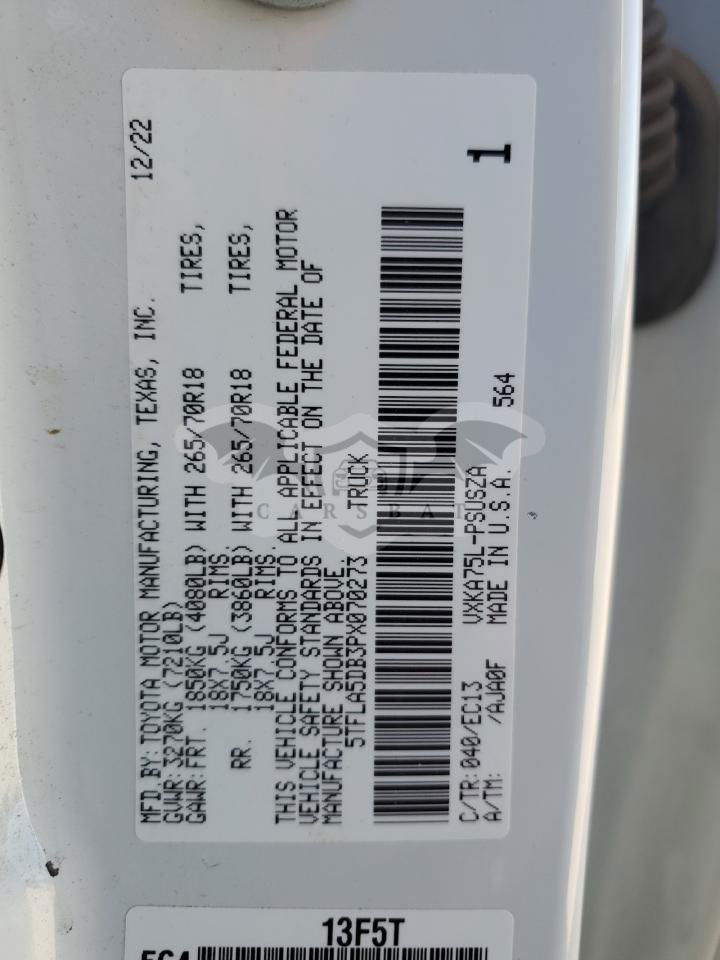 MFD.BY:TOYOTA MOTOR MANUFACTURING, TEXAS, INC. 12/22
GVWR:3270KG (7210LB)
GAWR:FRT. 1850KG (4080LB) WITH 265/70R18 TIRES,
18X7.5J RIMS.
RR. 1750KG (3860LB) WITH 265/70R18 TIRES,
18X7.5J RIMS.
THIS VEHICLE CONFORMS TO ALL APPLICABLE FEDERAL MOTOR
VEHICLE SAFETY STANDARDS IN EFFECT ON THE DATE OF
MANUFACTURE SHOWN ABOVE.
5TFLA5DB3PX070273 TRUCK
C/TR:040/EC13 VXKA75L-PSUSZA 1
A/TM: /AJA0F MADE IN U.S.A. 564
CARSBAT
13F5T
564